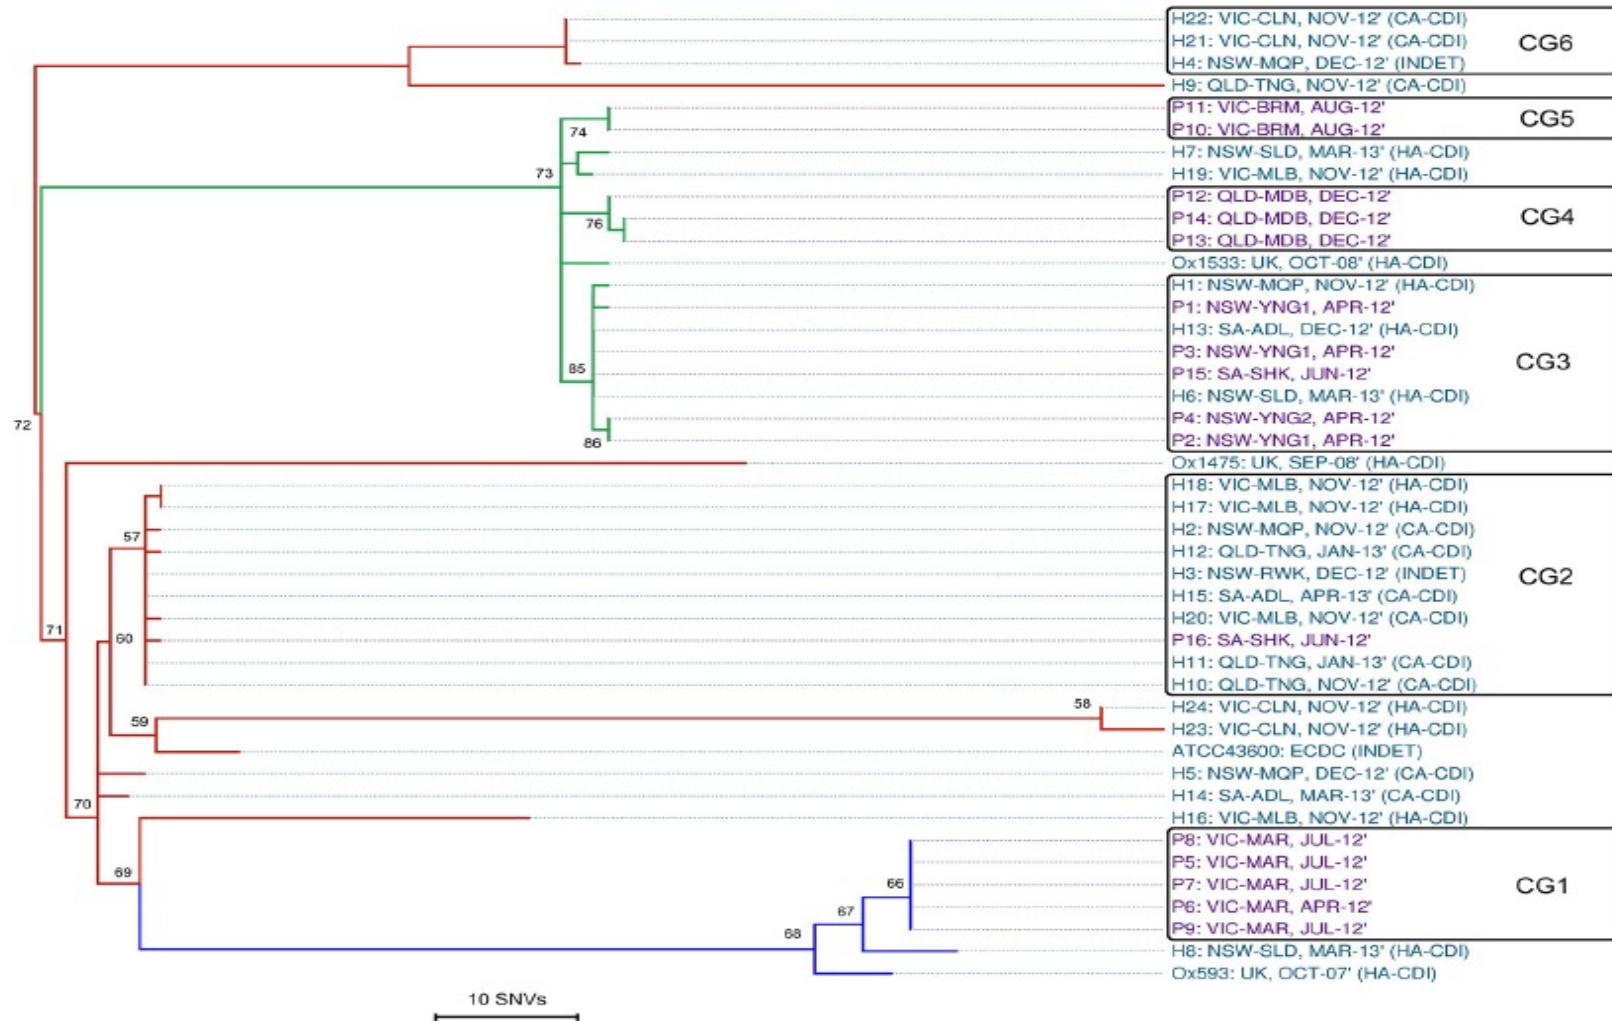 H22: VIC-CLN, NOV-12' (CA-CDI)
H21: VIC-CLN, NOV-12' (CA-CDI)
CG6
H4: NSW-MQP, DEC-12' (INDET)
H9: QLD-TNG, NOV-12' (CA-CDI)
P11: VIC-BRM, AUG-12'
CG5
74
P10: VIC-BRM, AUG-12'
H7: NSW-SLD, MAR-13' (HA-CDI)
73
H19: VIC-MLB, NOV-12' (HA-CDI)
P12: QLD-MDB, DEC-12'
76
P14: QLD-MDB, DEC-12'
CG4
P13: QLD-MDB, DEC-12'
Ox1533: UK, OCT-08' (HA-CDI)
H1: NSW-MQP, NOV-12' (HA-CDI)
P1: NSW-YNG1, APR-12'
H13: SA-ADL, DEC-12' (HA-CDI)
P3: NSW-YNG1, APR-12'
CG3
85
P15: SA-SHK, JUN-12'
H6: NSW-SLD, MAR-13' (HA-CDI)
P4: NSW-YNG2, APR-12'
72
86
P2: NSW-YNG1, APR-12'
Ox1475: UK, SEP-08' (HA-CDI)
H18: VIC-MLB, NOV-12' (HA-CDI)
H17: VIC-MLB, NOV-12' (HA-CDI)
57
H2: NSW-MQP, NOV-12' (CA-CDI)
H12: QLD-TNG, JAN-13' (CA-CDI)
H3: NSW-RWK, DEC-12' (INDET)
CG2
H15: SA-ADL, APR-13' (CA-CDI)
H20: VIC-MLB, NOV-12' (CA-CDI)
71
60
P16: SA-SHK, JUN-12'
H11: QLD-TNG, JAN-13' (CA-CDI)
H10: QLD-TNG, NOV-12' (CA-CDI)
58
H24: VIC-CLN, NOV-12' (HA-CDI)
59
H23: VIC-CLN, NOV-12' (HA-CDI)
ATCC43600: ECDC (INDET)
H5: NSW-MQP, DEC-12' (CA-CDI)
70
H14: SA-ADL, MAR-13' (CA-CDI)
H16: VIC-MLB, NOV-12' (HA-CDI)
P8: VIC-MAR, JUL-12'
P5: VIC-MAR, JUL-12'
69
66
P7: VIC-MAR, JUL-12'
CG1
67
P6: VIC-MAR, APR-12'
68
P9: VIC-MAR, JUL-12'
H8: NSW-SLD, MAR-13' (HA-CDI)
Ox593: UK, OCT-07' (HA-CDI)
10 SNVs